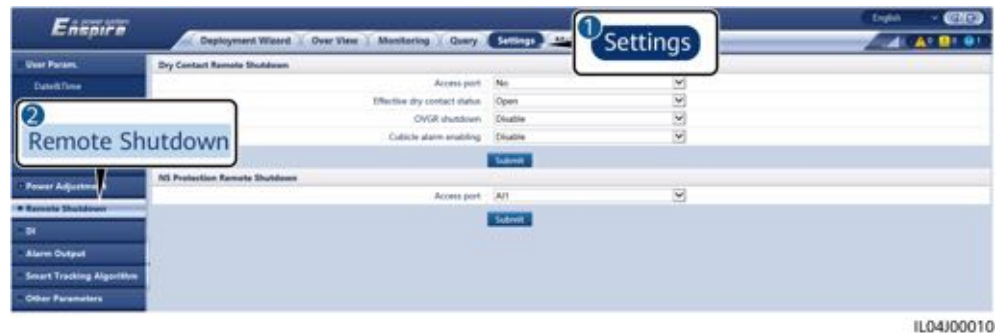 Enspire
English
Deployment Wizard Over View Monitoring Query Settings
1 Settings
User Param.
Date&Time
2 Remote Shutdown
Power Adjustment
Remote Shutdown
DI
Alarm Output
Smart Tracking Algorithm
Other Parameters
Dry Contact Remote Shutdown
Access port No
Effective dry contact status Open
OVGR shutdown Disable
Cubicle alarm enabling Disable
Submit
NS Protection Remote Shutdown
Access port AI1
Submit
IL04J00010